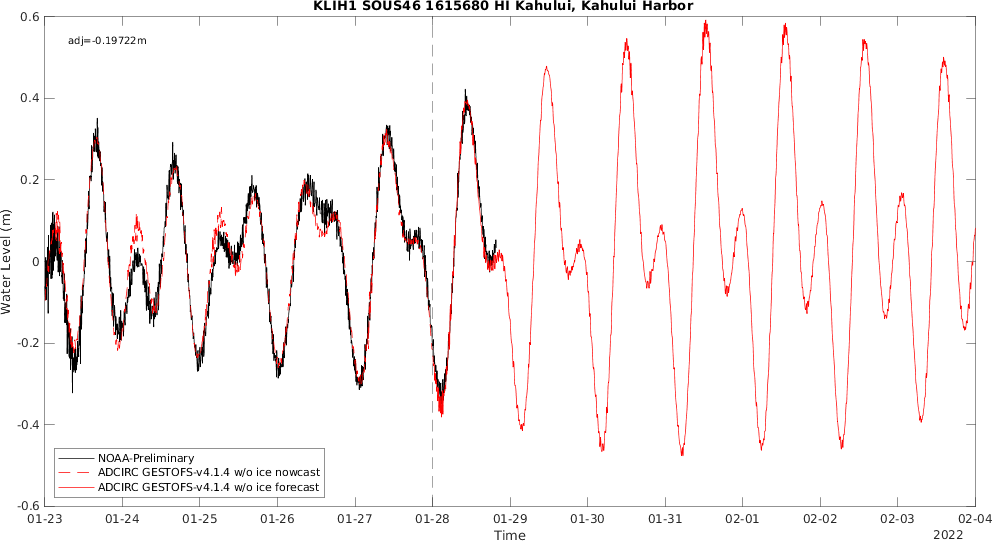 KLIH1 SOUS46 1615680 HI Kahului, Kahului Harbor
adj=-0.19722m
0.6
0.4
0.2
0
-0.2
-0.4
-0.6
Water Level (m)
NOAA-Preliminary
ADCIRC GESTOFS-v4.1.4 w/o ice nowcast
ADCIRC GESTOFS-v4.1.4 w/o ice forecast
01-23 01-24 01-25 01-26 01-27 01-28 01-29 01-30 01-31 02-01 02-02 02-03 02-04
Time
2022